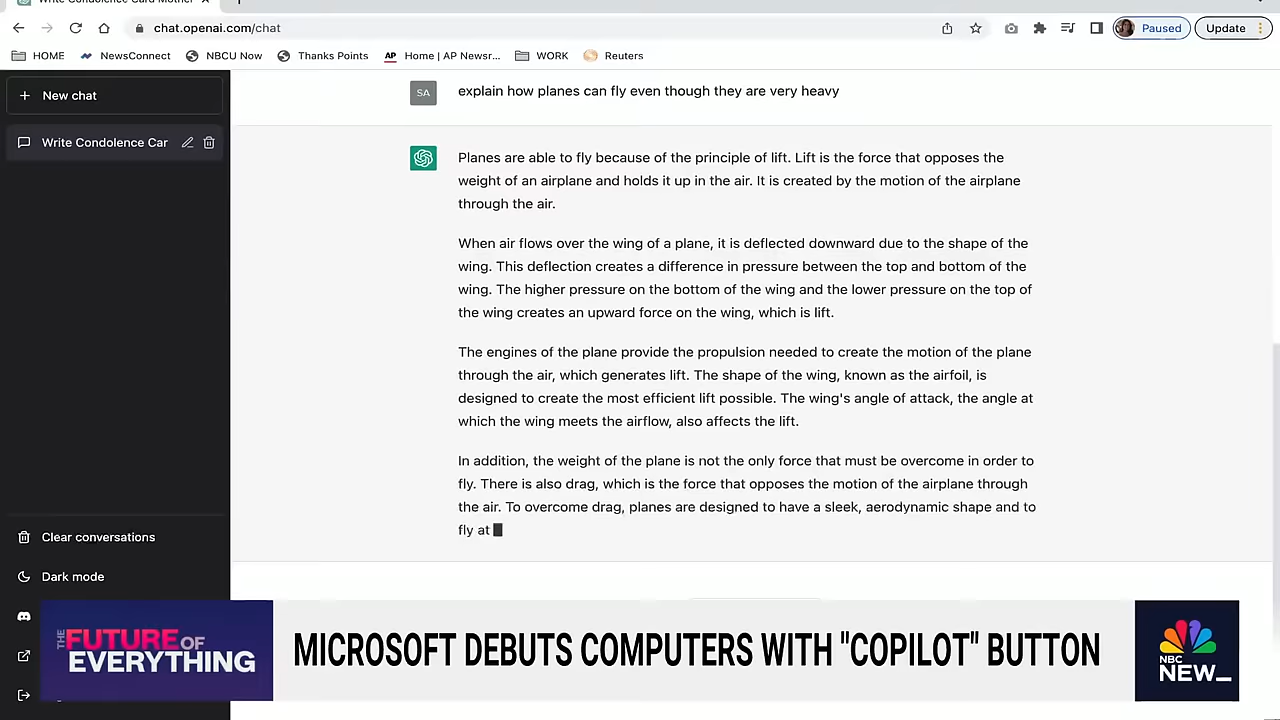 Write Condolence Card Mother
chat.openai.com/chat
Paused
Update
HOME
NewsConnect
NBCU Now
Thanks Points
AP
Home | AP Newsr...
WORK
Reuters
New chat
Write Condolence Car
SA
explain how planes can fly even though they are very heavy
Planes are able to fly because of the principle of lift. Lift is the force that opposes the
weight of an airplane and holds it up in the air. It is created by the motion of the airplane
through the air.
When air flows over the wing of a plane, it is deflected downward due to the shape of the
wing. This deflection creates a difference in pressure between the top and bottom of the
wing. The higher pressure on the bottom of the wing and the lower pressure on the top of
the wing creates an upward force on the wing, which is lift.
The engines of the plane provide the propulsion needed to create the motion of the plane
through the air, which generates lift. The shape of the wing, known as the airfoil, is
designed to create the most efficient lift possible. The wing's angle of attack, the angle at
which the wing meets the airflow, also affects the lift.
In addition, the weight of the plane is not the only force that must be overcome in order to
fly. There is also drag, which is the force that opposes the motion of the airplane through
the air. To overcome drag, planes are designed to have a sleek, aerodynamic shape and to
fly at
Clear conversations
Dark mode
THE FUTURE OF
EVERYTHING
MICROSOFT DEBUTS COMPUTERS WITH "COPILOT" BUTTON
NBC
NEW_